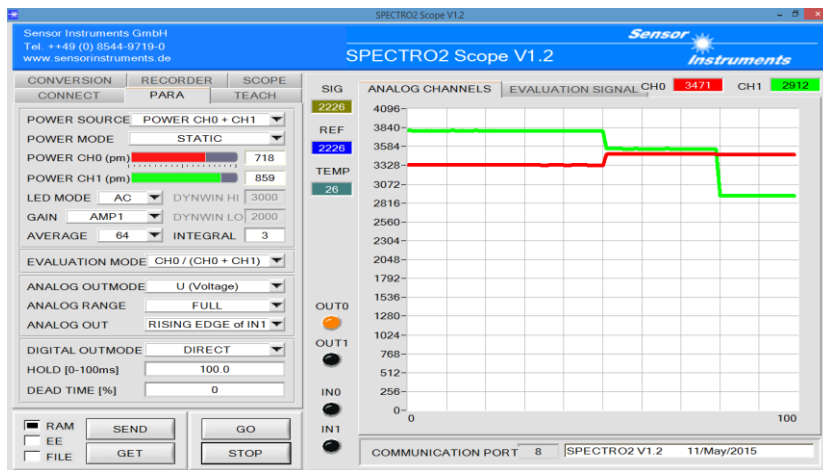 SPECTRO2 Scope V1.2
Sensor Instruments GmbH
Tel. ++49 (0) 8544-9719-0
www.sensorinstruments.de
SPECTRO2 Scope V1.2
Sensor
Instruments
CONVERSION RECORDER SCOPE
CONNECT PARA TEACH
POWER SOURCE POWER CH0 + CH1
POWER MODE STATIC
POWER CH0 (pm) 718
POWER CH1 (pm) 859
LED MODE AC DYNWIN HI 3000
GAIN AMP1 DYNWIN LO 2000
AVERAGE 64 INTEGRAL 3
EVALUATION MODE CH0 / (CH0 + CH1)
ANALOG OUTMODE U (Voltage)
ANALOG RANGE FULL
ANALOG OUT RISING EDGE of IN1
DIGITAL OUTMODE DIRECT
HOLD [0-100ms] 100.0
DEAD TIME [%] 0
RAM
EE
FILE
SEND GO
GET STOP
SIG
2226
REF
2226
TEMP
26
OUT0
OUT1
IN0
IN1
ANALOG CHANNELS EVALUATION SIGNAL CH0 3471 CH1 2912
4096
3840
3584
3328
3072
2816
2560
2304
2048
1792
1536
1280
1024
768
512
256
0
0 100
COMMUNICATION PORT 8 SPECTRO2 V1.2 11/May/2015